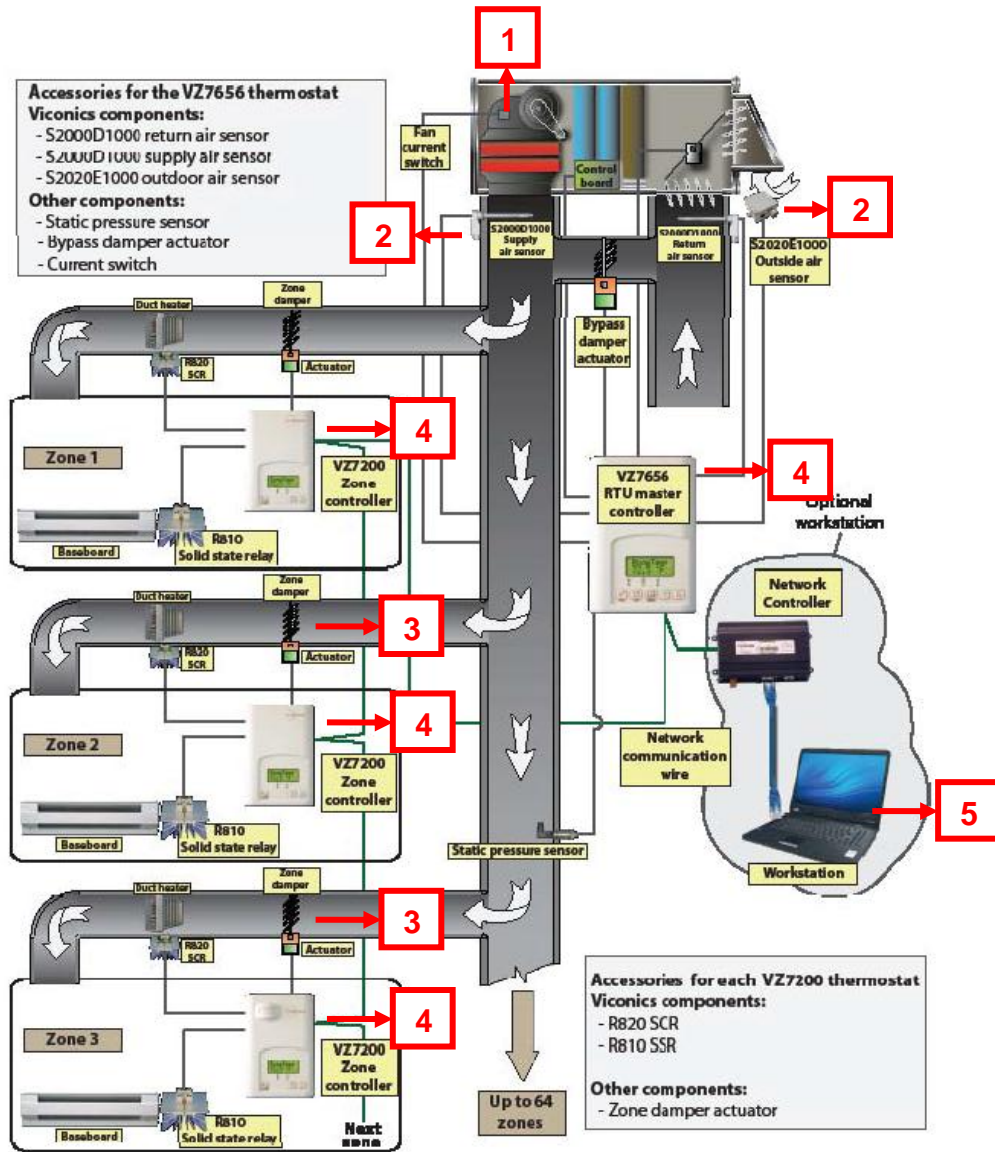 1
Accessories for the VZ7656 thermostat
Viconics components:
- S2000D1000 return air sensor
- S2000D1000 supply air sensor
- S2020E1000 outdoor air sensor
Other components:
- Static pressure sensor
- Bypass damper actuator
- Current switch
Fan
current
switch
Control
board
2
2
S2000D1000
Supply
air sensor
S2000D1000
Return
air sensor
S2020E1000
Outside air
sensor
Duct heater
Zone
damper
R820
SCR
Actuator
Bypass
damper
actuator
Zone 1
4
VZ7200
Zone
controller
Baseboard
R810
Solid state relay
VZ7656
RTU master
controller
4
Optional
workstation
Network
Controller
Duct heater
Zone
damper
3
R820
SCR
Actuator
Zone 2
4
VZ7200
Zone
controller
Baseboard
R810
Solid state relay
Network
communication
wire
5
Workstation
Static pressure sensor
Duct heater
Zone
damper
3
R820
SCR
Actuator
Zone 3
4
VZ7200
Zone
controller
Baseboard
R810
Solid state relay
Next
zone
Up to 64
zones
Accessories for each VZ7200 thermostat
Viconics components:
- R820 SCR
- R810 SSR
Other components:
- Zone damper actuator